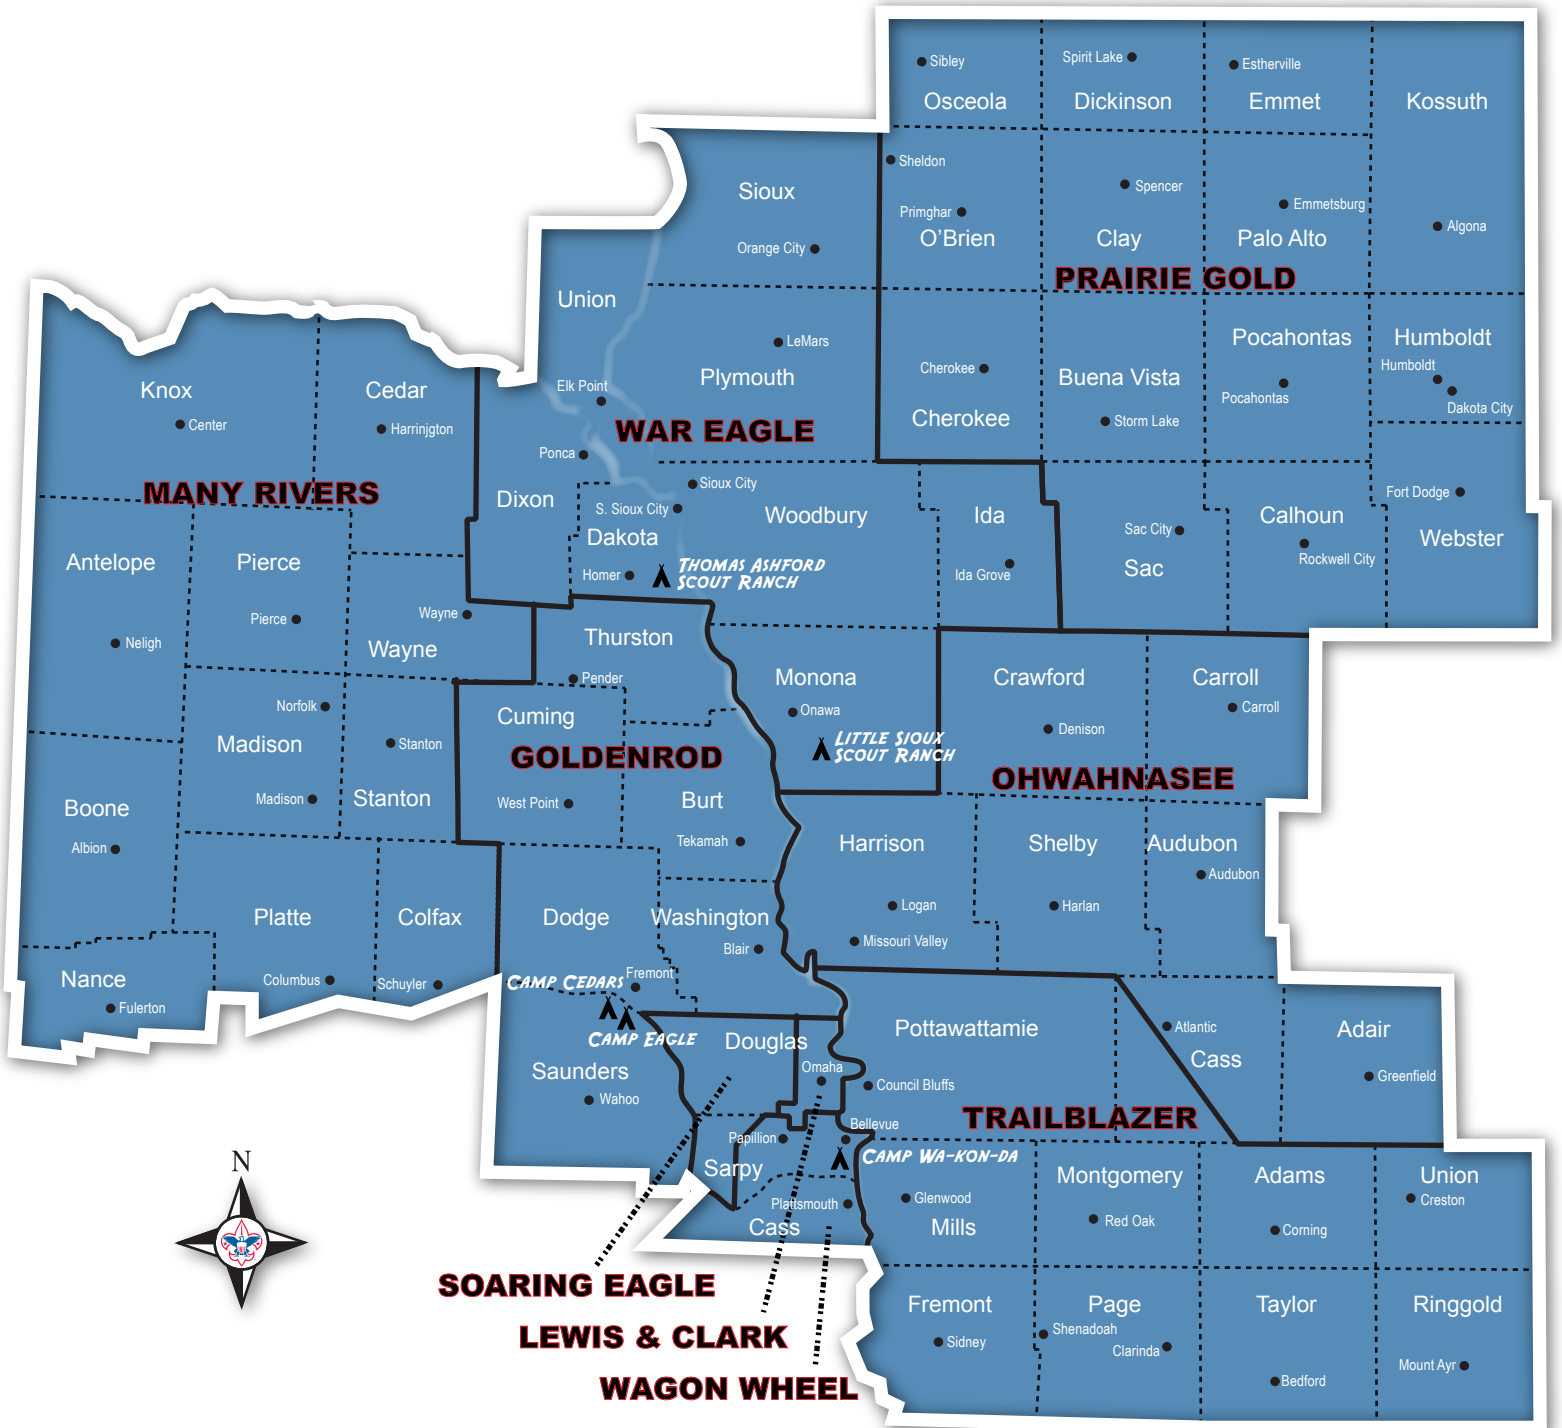 Sibley
Spirit Lake
Estherville
Osceola
Dickinson
Emmet
Kossuth
Sheldon
Spencer
Sioux
Primghar
Emmetsburg
Algona
Orange City
O'Brien
Clay
Palo Alto
PRAIRIE GOLD
Union
LeMars
Pocahontas
Humboldt
Cherokee
Humboldt
Plymouth
Buena Vista
Knox
Cedar
Elk Point
Pocahontas
Dakota City
Center
Harrinjgton
WAR EAGLE
Cherokee
Storm Lake
Ponca
MANY RIVERS
Dixon
Sioux City
Fort Dodge
S. Sioux City
Woodbury
Ida
Calhoun
Dakota
Sac City
Webster
Antelope
Pierce
Homer
THOMAS ASHFORD
SCOUT RANCH
Ida Grove
Sac
Rockwell City
Pierce
Wayne
Neligh
Wayne
Thurston
Pender
Monona
Crawford
Carroll
Norfolk
Cuming
Onawa
Denison
Carroll
Madison
Stanton
GOLDENROD
LITTLE SIOUX
SCOUT RANCH
OHWAHNASEE
Boone
Madison
Stanton
West Point
Burt
Albion
Tekamah
Harrison
Shelby
Audubon
Audubon
Platte
Colfax
Dodge
Washington
Logan
Harlan
Blair
Missouri Valley
Nance
Columbus
Schuyler
CAMP CEDARS
Fremont
Fulerton
CAMP EAGLE
Douglas
Pottawattamie
Atlantic
Adair
Saunders
Omaha
Cass
Wahoo
Council Bluffs
Greenfield
TRAILBLAZER
Papillion
Bellevue
N
Sarpy
CAMP WA-KON-DA
Montgomery
Adams
Union
Plattsmouth
Glenwood
Creston
Cass
Mills
Red Oak
Corning
SOARING EAGLE
Fremont
Page
Taylor
Ringgold
LEWIS & CLARK
Sidney
Shenadoah
Clarinda
Mount Ayr
WAGON WHEEL
Bedford